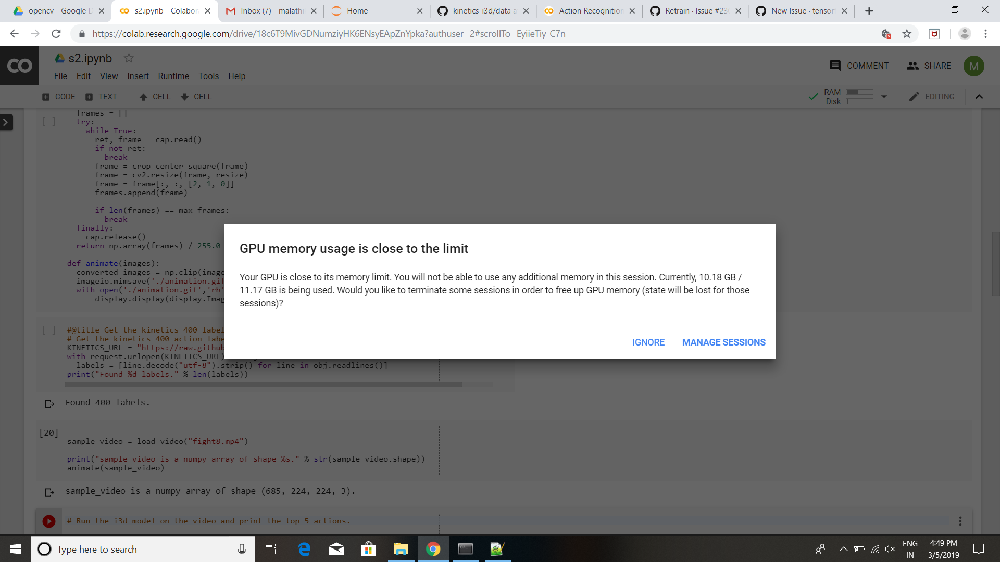 opencv - Google D
s2.ipynb - Colabor
Inbox (7) - malathi
Home
kinetics-i3d/data a
Action Recognition
Retrain · Issue #230
New Issue · tensor
https://colab.research.google.com/drive/18c6T9MivGDNumziyHK6ENsyEApZnYpka?authuser=2#scrollTo=EyiieTiy-C7n
CO
s2.ipynb
COMMENT
SHARE
M
File Edit View Insert Runtime Tools Help
CODE TEXT CELL CELL
RAM
Disk
EDITING
frames = []
[ ] try:
while True:
ret, frame = cap.read()
if not ret:
break
frame = crop_center_square(frame)
frame = cv2.resize(frame, resize)
frame = frame[:, :, [2, 1, 0]]
frames.append(frame)
if len(frames) == max_frames:
break
finally:
cap.release()
return np.array(frames) / 255.0
def animate(images):
converted_images = np.clip(image
imageio.mimsave('./animation.gif
with open('./animation.gif','rb'
display.display(display.Imag
GPU memory usage is close to the limit
Your GPU is close to its memory limit. You will not be able to use any additional memory in this session. Currently, 10.18 GB /
11.17 GB is being used. Would you like to terminate some sessions in order to free up GPU memory (state will be lost for those
sessions)?
IGNORE MANAGE SESSIONS
[ ] #@title Get the kinetics-400 label
# Get the kinetics-400 action labe
KINETICS_URL = "https://raw.github
with request.urlopen(KINETICS_URL)
labels = [line.decode("utf-8").strip() for line in obj.readlines()]
print("Found %d labels." % len(labels))
Found 400 labels.
[20]
sample_video = load_video("fight8.mp4")
print("sample_video is a numpy array of shape %s." % str(sample_video.shape))
animate(sample_video)
sample_video is a numpy array of shape (685, 224, 224, 3).
# Run the i3d model on the video and print the top 5 actions.
Type here to search
ENG
IN
4:49 PM
3/5/2019